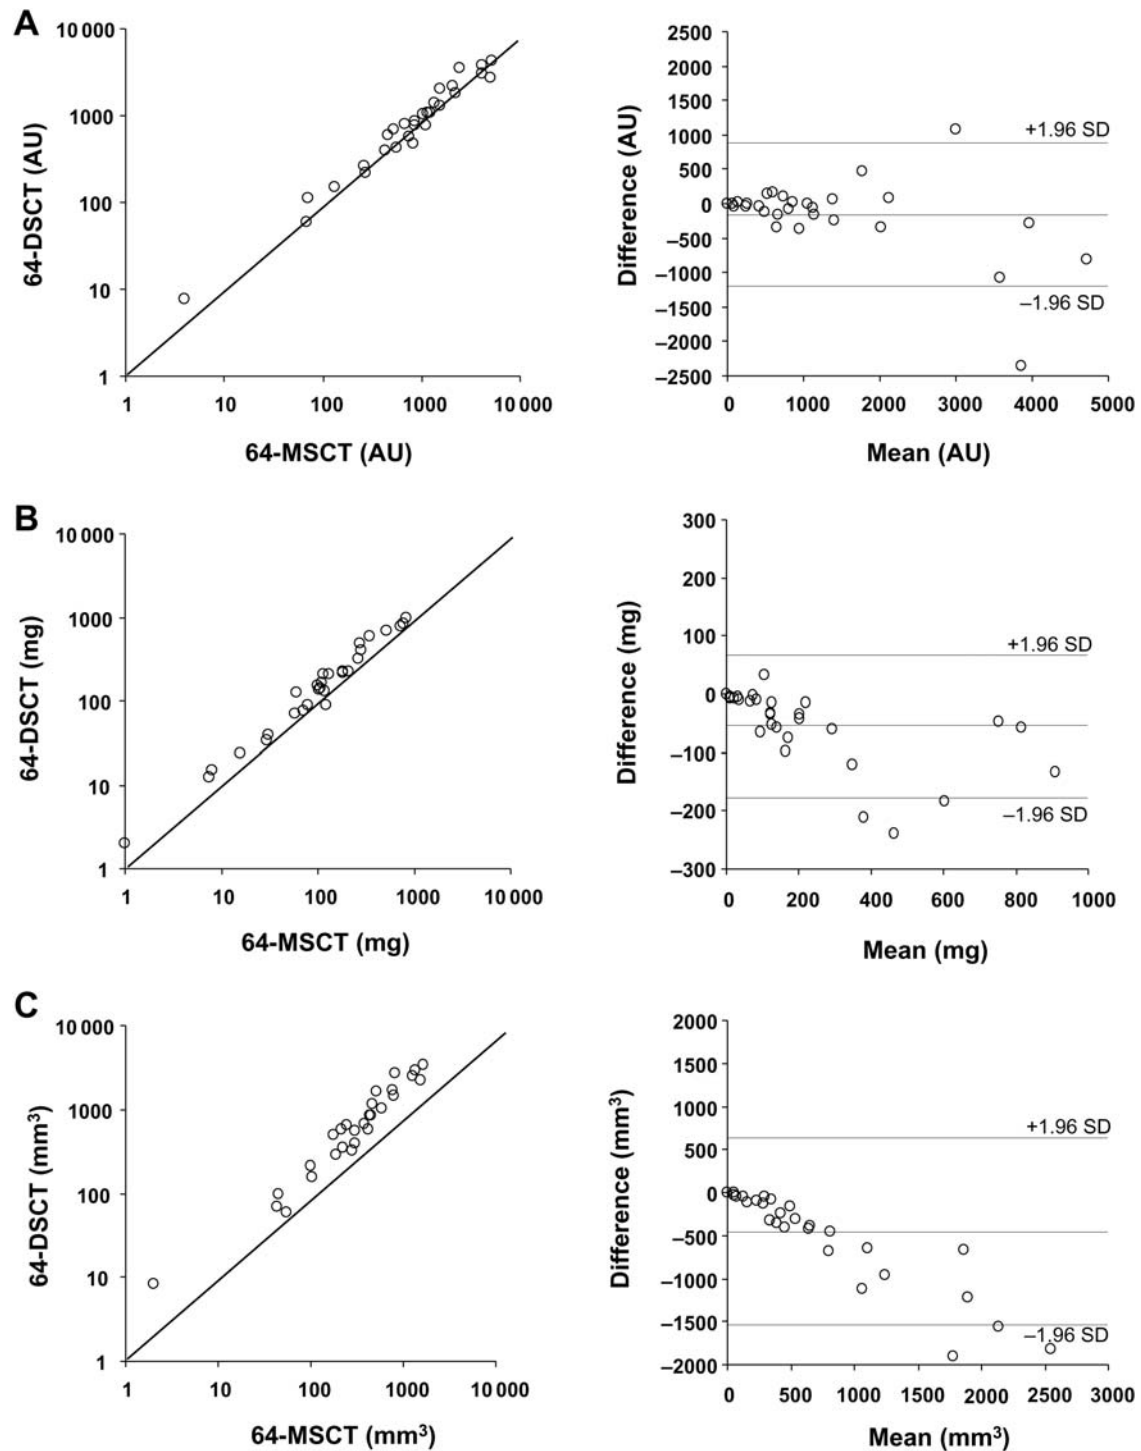 A
10 000
1000
100
10
1
64-DSCT (AU)
1 10 100 1000 10 000
64-MSCT (AU)
2500
2000
1500
1000
500
0
–500
–1000
–1500
–2000
–2500
Difference (AU)
+1.96 SD
–1.96 SD
0 1000 2000 3000 4000 5000
Mean (AU)
B
10 000
1000
100
10
1
64-DSCT (mg)
1 10 100 1000 10 000
64-MSCT (mg)
300
200
100
0
–100
–200
–300
Difference (mg)
+1.96 SD
–1.96 SD
0 200 400 600 800 1000
Mean (mg)
C
10 000
1000
100
10
1
64-DSCT (mm³)
1 10 100 1000 10 000
64-MSCT (mm³)
2000
1500
1000
500
0
–500
–1000
–1500
–2000
Difference (mm³)
+1.96 SD
–1.96 SD
0 500 1000 1500 2000 2500 3000
Mean (mm³)